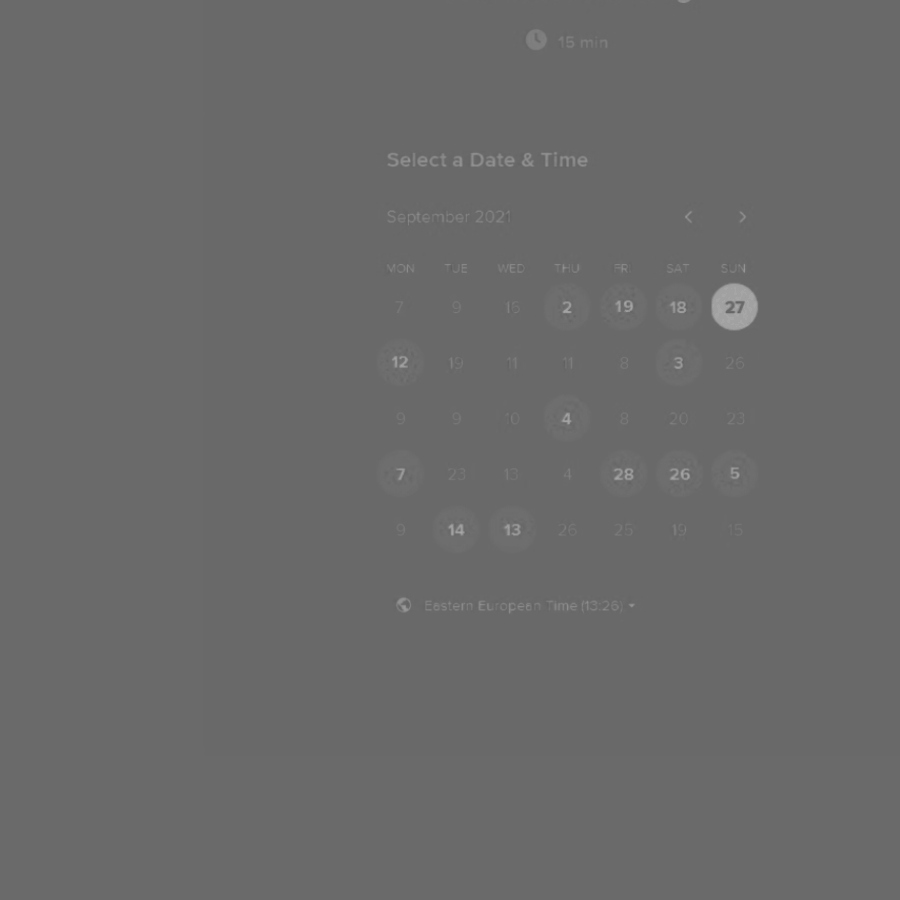 15 min
Select a Date & Time
September 2021
MON TUE WED THU FRI SAT SUN
7 9 16 2 19 18 27
12 19 11 11 8 3 26
9 9 10 4 8 20 23
7 23 13 4 28 26 5
9 14 13 26 25 19 15
Eastern European Time (13:26)